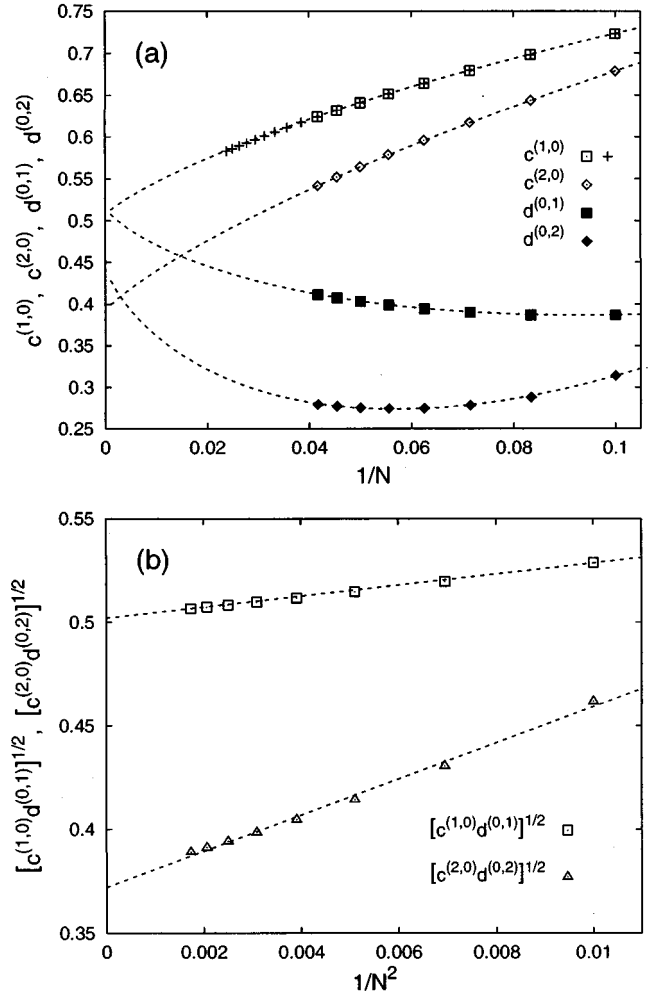 0.75
(a)
0.7
0.65
0.6
0.55
0.5
0.45
0.4
0.35
0.3
0.25
c(1,0)
c(2,0)
d(0,1)
d(0,2)
c(1,0), c(2,0), d(0,1), d(0,2)
0 0.02 0.04 0.06 0.08 0.1
1/N
0.55
(b)
0.5
0.45
0.4
0.35
[c(1,0)d(0,1)]1/2
[c(2,0)d(0,2)]1/2
[c(1,0)d(0,1)]1/2, [c(2,0)d(0,2)]1/2
0 0.002 0.004 0.006 0.008 0.01
1/N2